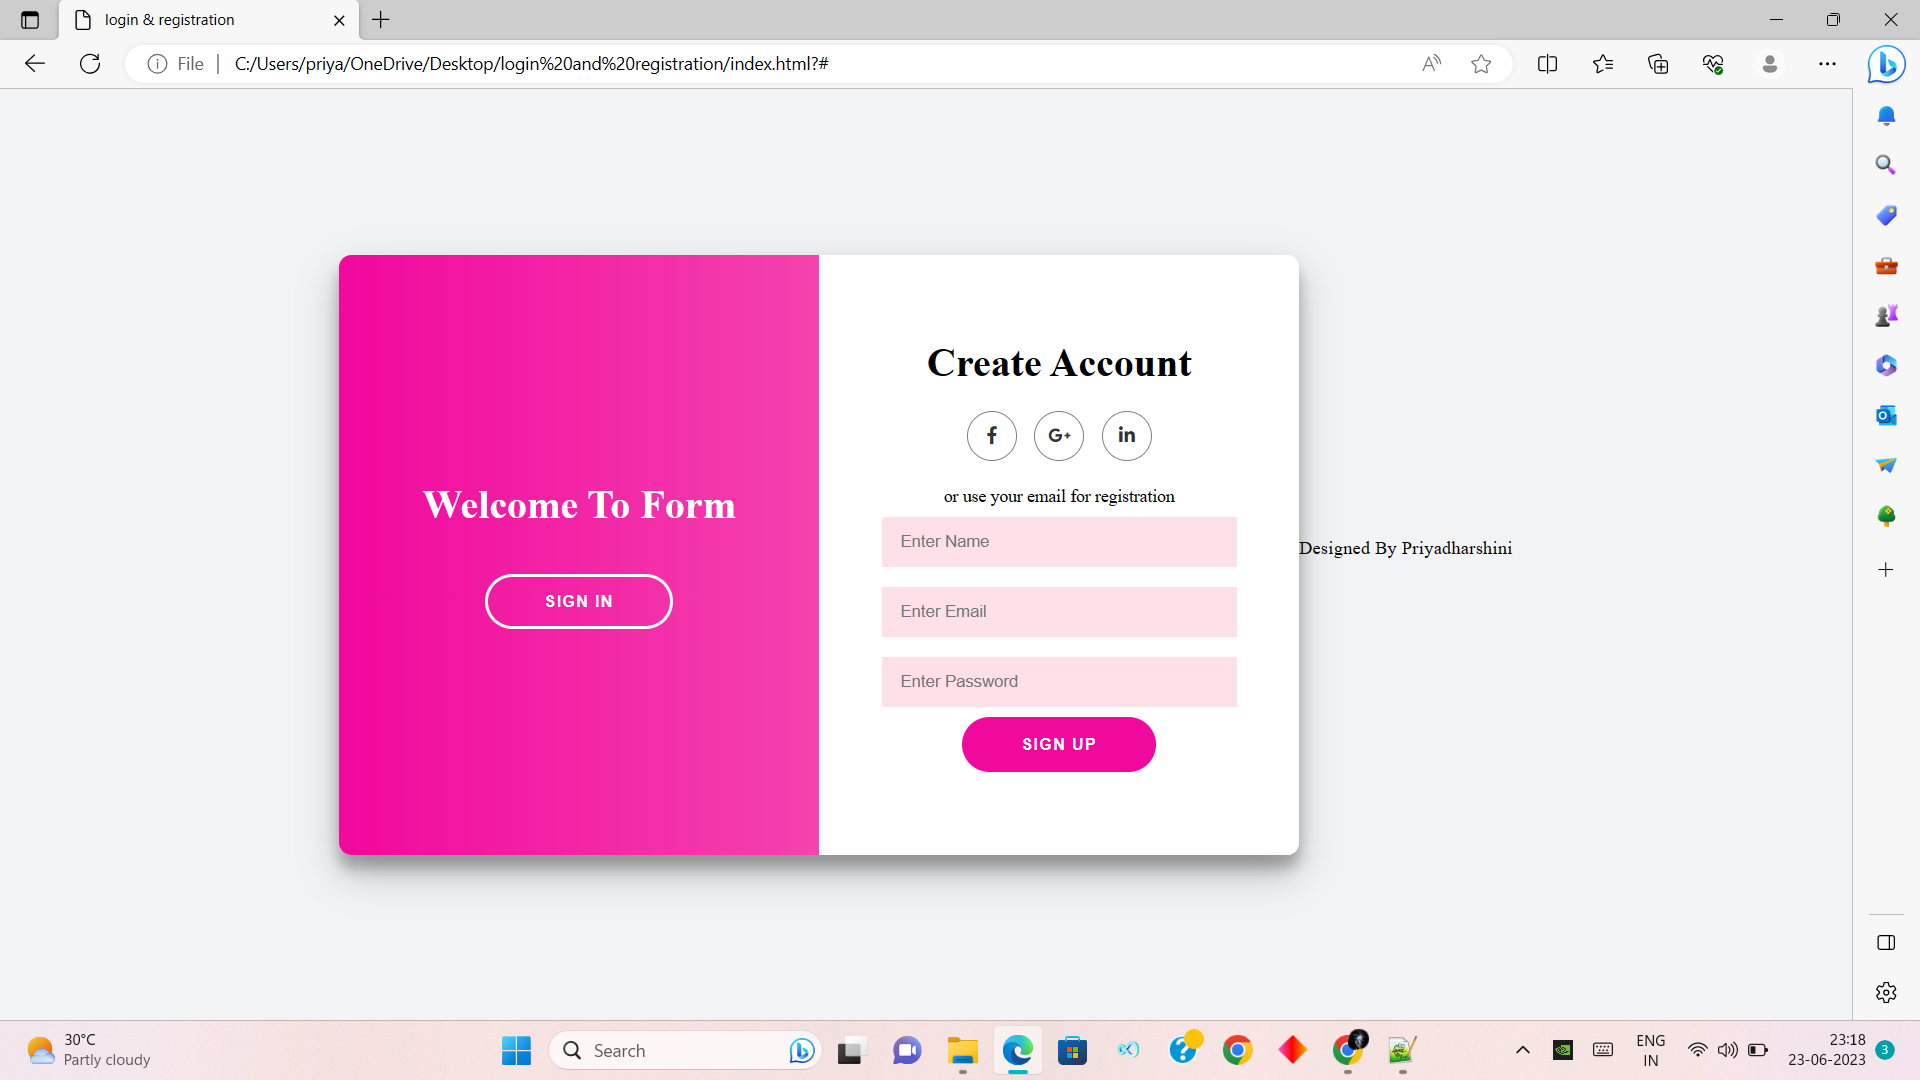 login & registration
File
C:/Users/priya/OneDrive/Desktop/login%20and%20registration/index.html?#
Create Account
f
G+
in
or use your email for registration
Welcome To Form
SIGN IN
Enter Name
Designed By Priyadharshini
Enter Email
Enter Password
SIGN UP
30°C
Partly cloudy
Search
ENG
IN
23:18
23-06-2023
3